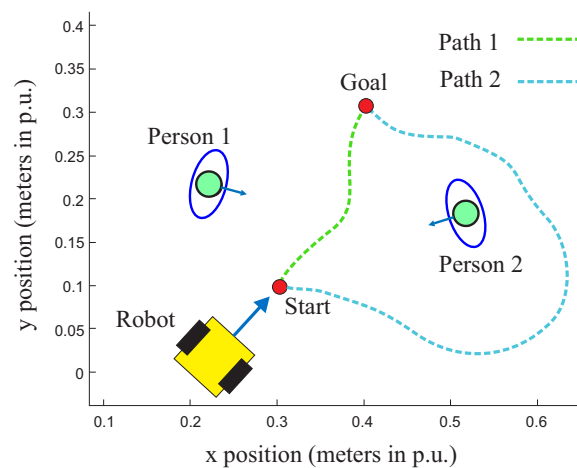 0.4
0.35
0.3
0.25
0.2
0.15
0.1
0.05
0
y position (meters in p.u.)
Path 1
Path 2
Goal
Person 1
Person 2
Start
Robot
0.1
0.2
0.3
0.4
0.5
0.6
x position (meters in p.u.)